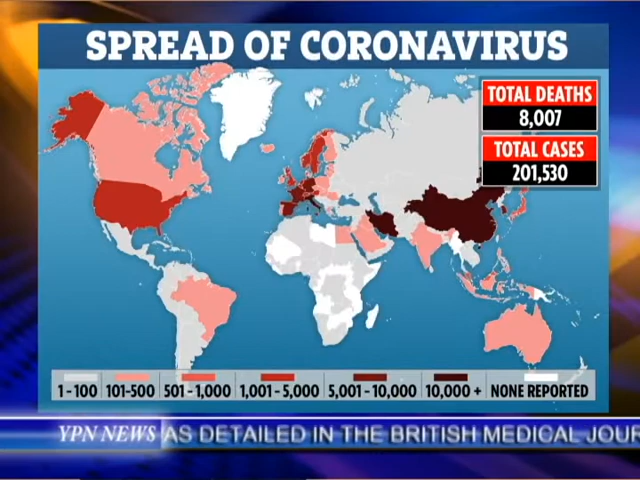 SPREAD OF CORONAVIRUS
TOTAL DEATHS
8,007
TOTAL CASES
201,530
1 - 100 101-500 501 - 1,000 1,001 - 5,000 5,001 - 10,000 10,000 + NONE REPORTED
YPN NEWS AS DETAILED IN THE BRITISH MEDICAL JOUR